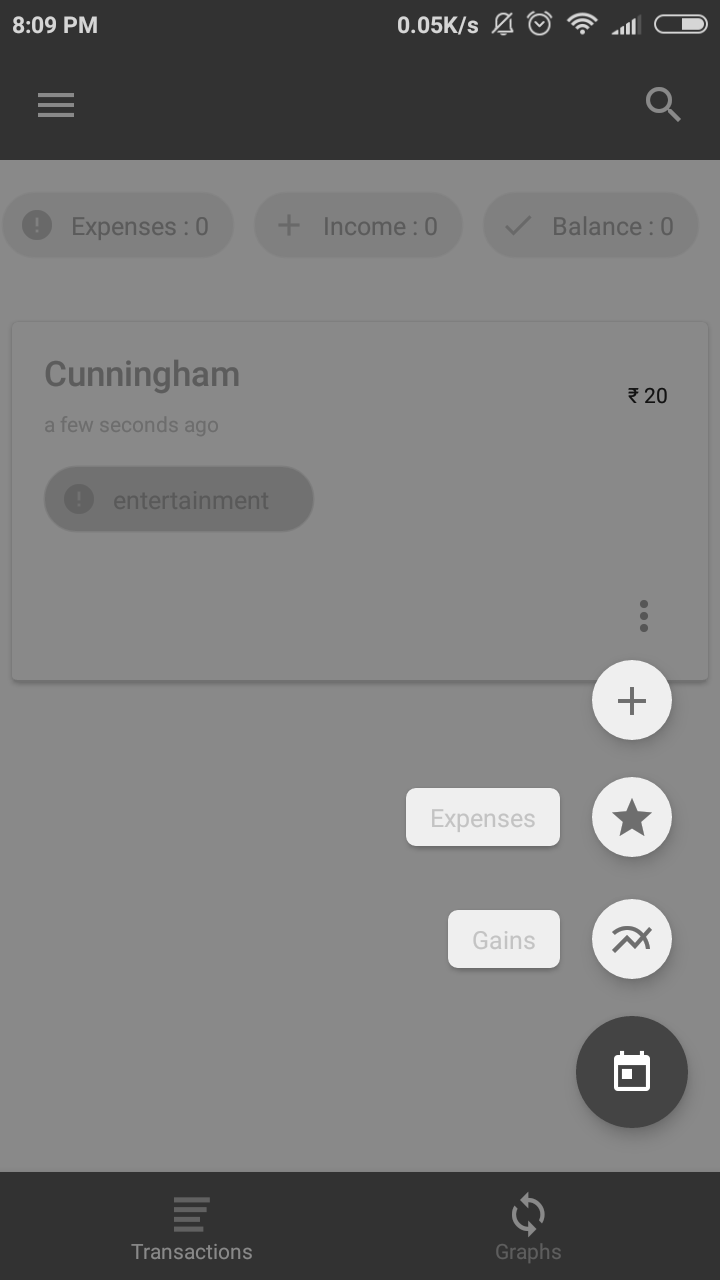 8:09 PM 0.05K/s
Expenses : 0 Income : 0 Balance : 0
Cunningham
₹ 20
a few seconds ago
entertainment
Expenses
Gains
Transactions Graphs